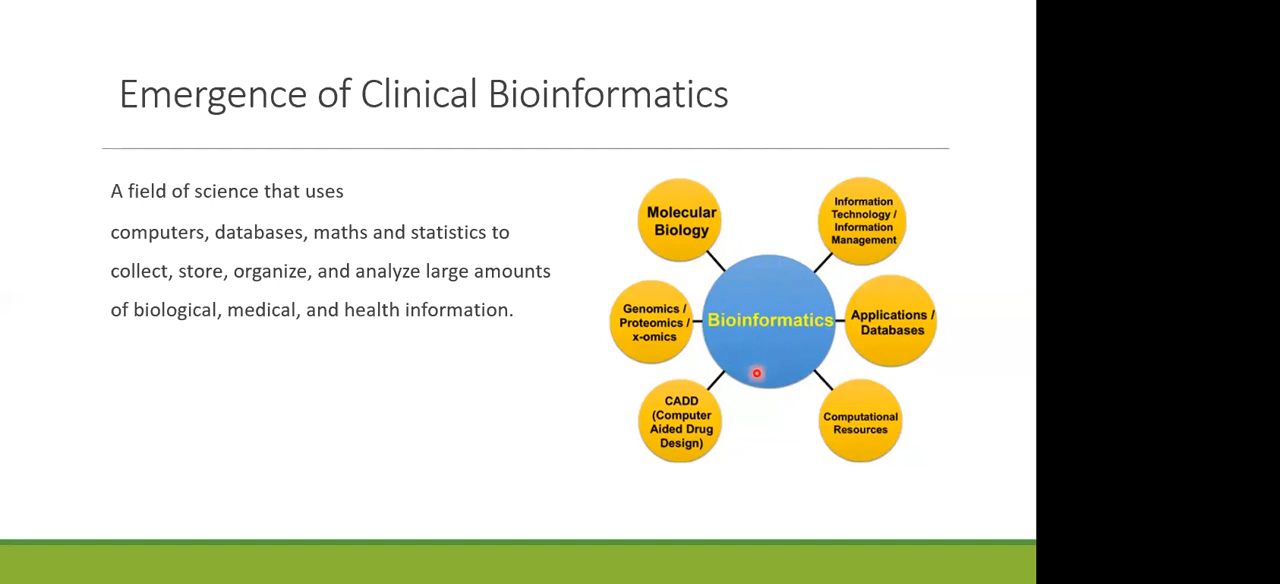 Emergence of Clinical Bioinformatics
A field of science that uses
computers, databases, maths and statistics to
collect, store, organize, and analyze large amounts
of biological, medical, and health information.
Molecular
Biology
Information
Technology /
Information
Management
Genomics /
Proteomics /
x-omics
Bioinformatics
Applications /
Databases
CADD
(Computer
Aided Drug
Design)
Computational
Resources